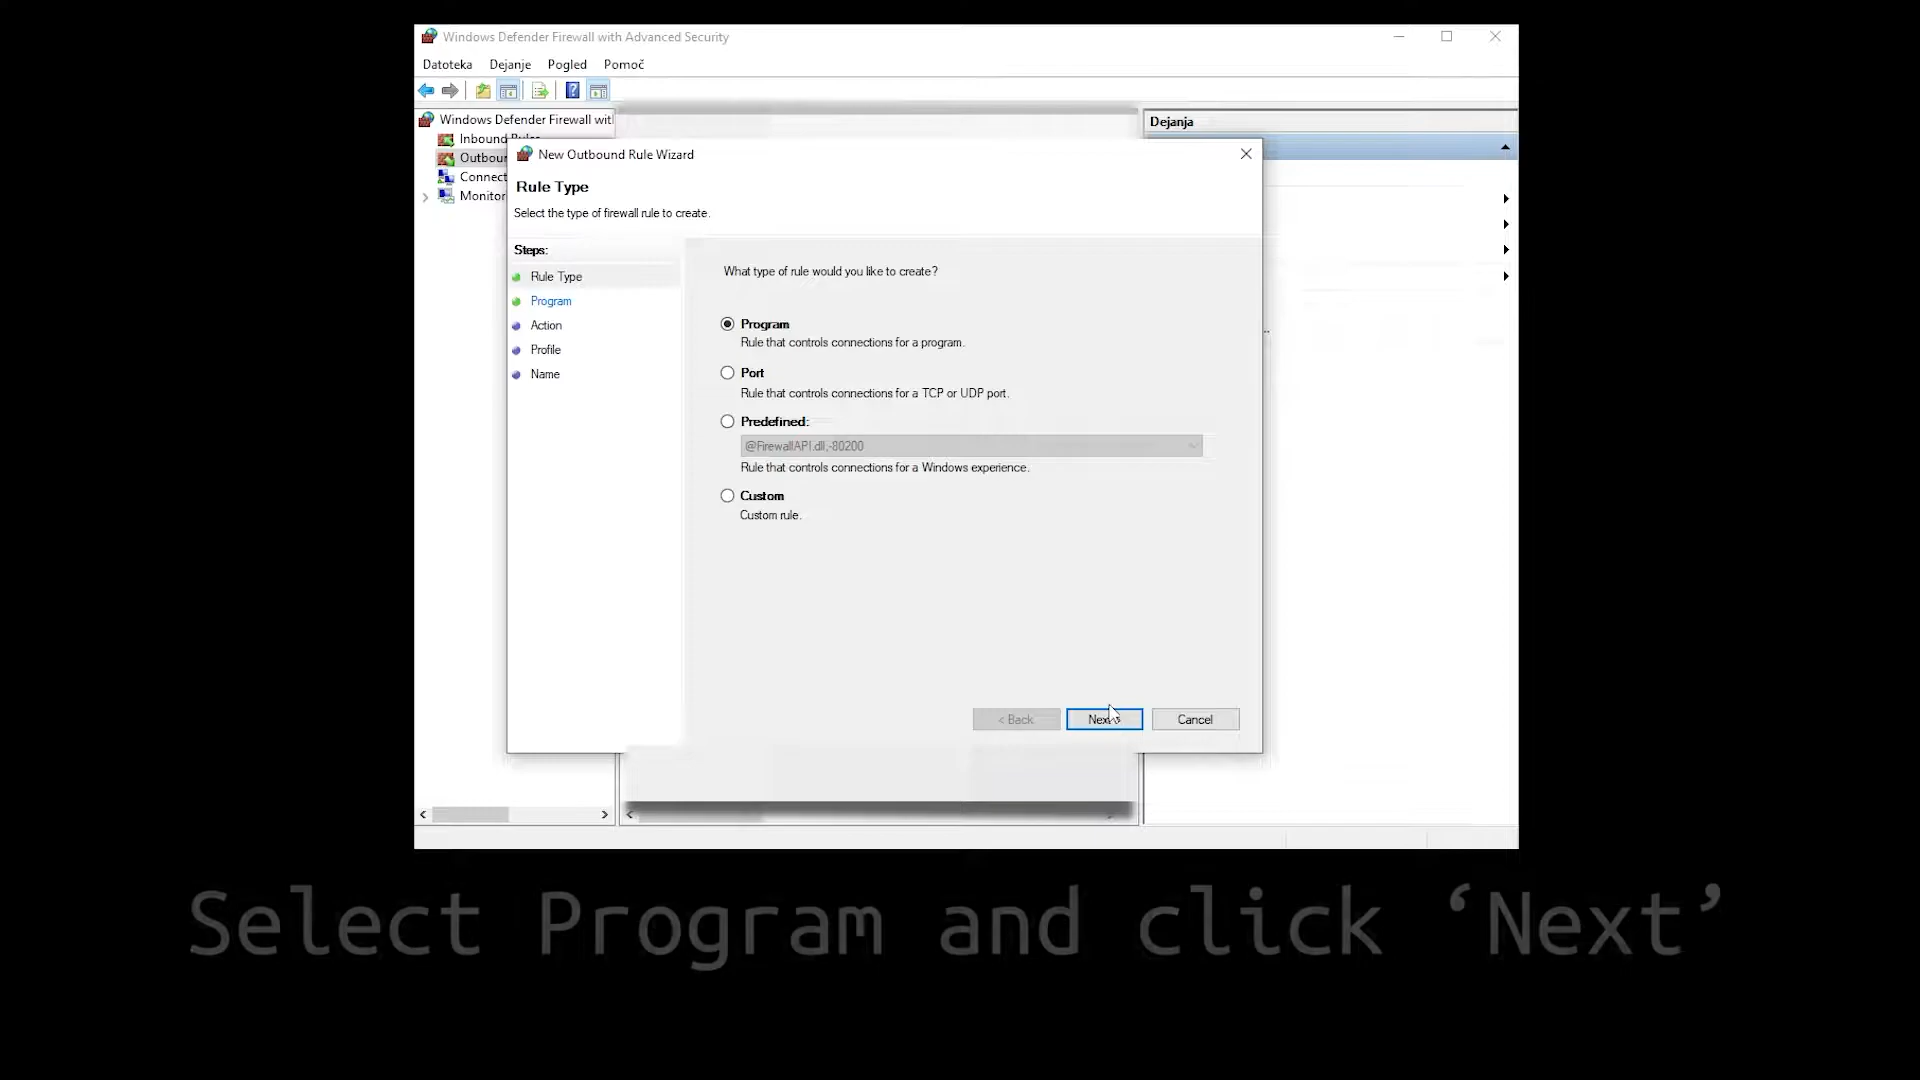 Windows Defender Firewall with Advanced Security
Datoteka Dejanje Pogled Pomoč
Windows Defender Firewall wit
Inbound Rules
Outbou
Connect
Monitor
Dejanja
New Outbound Rule Wizard
Rule Type
Select the type of firewall rule to create.
Steps:
Rule Type
Program
Action
Profile
Name
What type of rule would you like to create?
Program
Rule that controls connections for a program.
Port
Rule that controls connections for a TCP or UDP port.
Predefined:
@FirewallAPI.dll,-80200
Rule that controls connections for a Windows experience.
Custom
Custom rule.
< Back Next > Cancel
Select Program and click ‘Next’